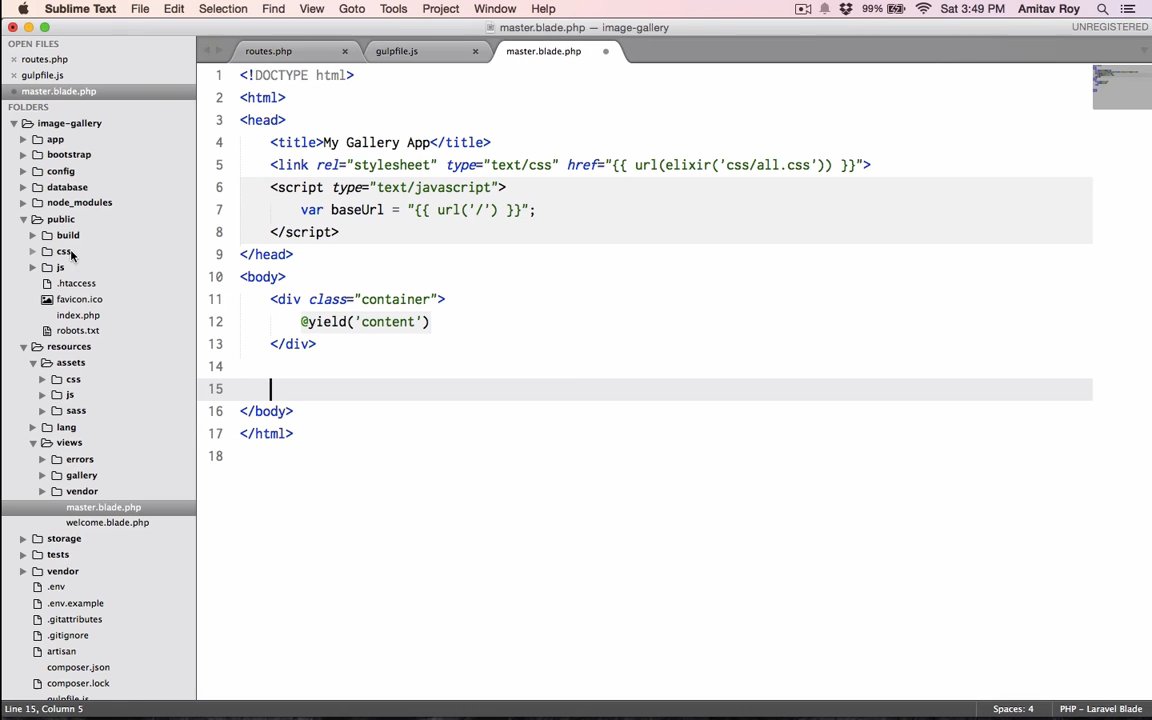 Sublime Text File Edit Selection Find View Goto Tools Project Window Help 99% Sat 3:49 PM Amitav Roy
master.blade.php — image-gallery UNREGISTERED
OPEN FILES
routes.php
gulpfile.js
master.blade.php
FOLDERS
image-gallery
app
bootstrap
config
database
node_modules
public
build
css
js
.htaccess
favicon.ico
index.php
robots.txt
resources
assets
css
js
sass
lang
views
errors
gallery
vendor
master.blade.php
welcome.blade.php
storage
tests
vendor
.env
.env.example
.gitattributes
.gitignore
artisan
composer.json
composer.lock
gulpfile.js
routes.php gulpfile.js master.blade.php
1 <!DOCTYPE html>
2 <html>
3 <head>
4 <title>My Gallery App</title>
5 <link rel="stylesheet" type="text/css" href="{{ url(elixir('css/all.css')) }}">
6 <script type="text/javascript">
7 var baseUrl = "{{ url('/') }}";
8 </script>
9 </head>
10 <body>
11 <div class="container">
12 @yield('content')
13 </div>
14
15
16 </body>
17 </html>
18
Line 15, Column 5 Spaces: 4 PHP - Laravel Blade